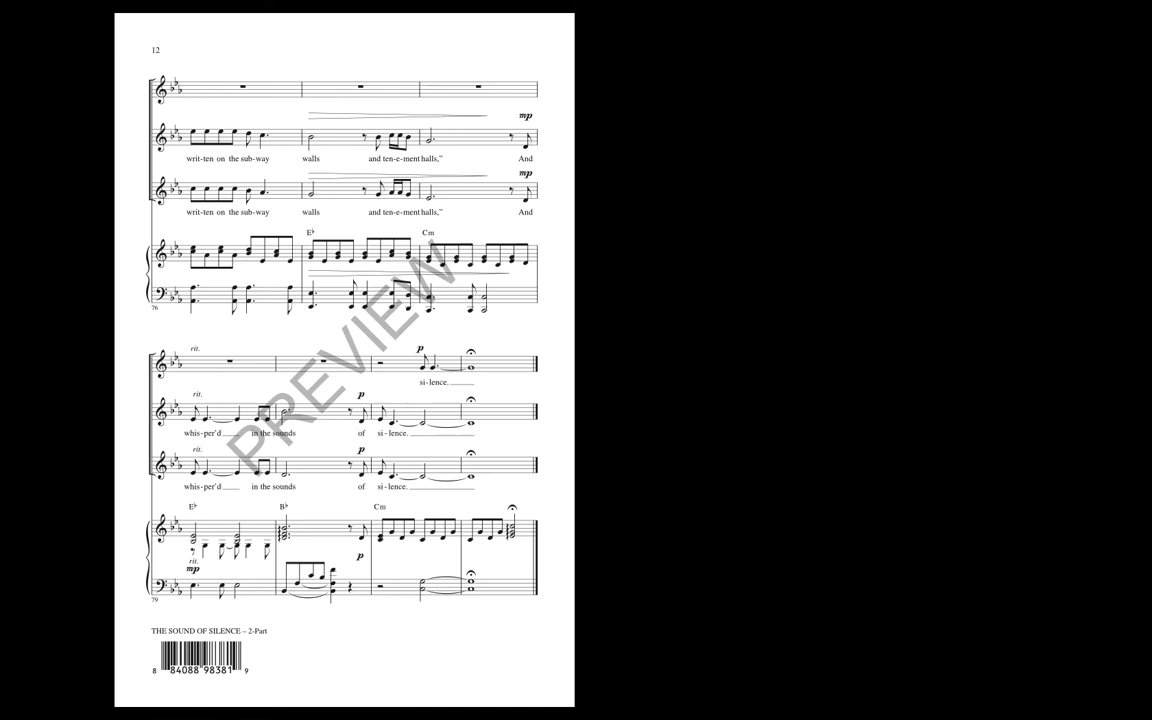 12
mp
writ-ten on the sub-way walls and ten-e-ment halls,” And
mp
writ-ten on the sub-way walls and ten-e-ment halls,” And
E♭ Cm
76
PREVIEW
rit. p
si-lence.
rit. p
whis-per’d in the sounds of si-lence.
rit. p
whis-per’d in the sounds of si-lence.
E♭ B♭ Cm
rit.
mp p
79
THE SOUND OF SILENCE – 2-Part
8 84088 98381 9